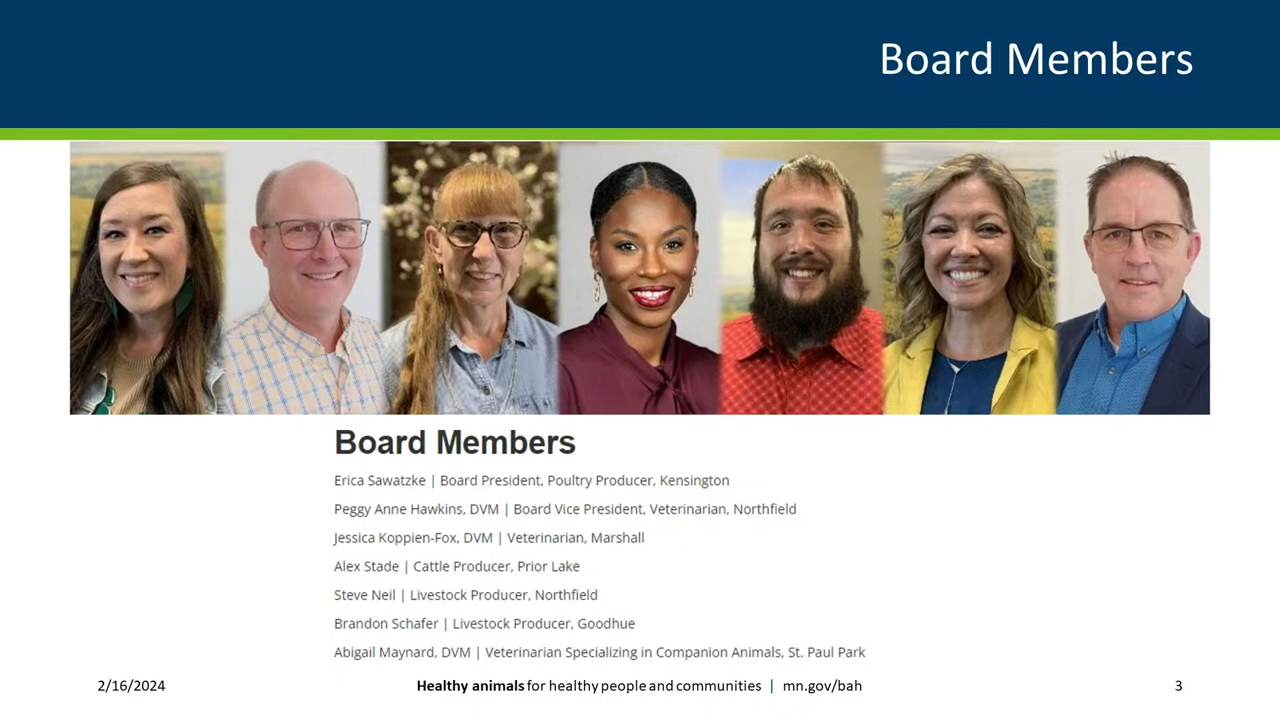 Board Members
Board Members
Erica Sawatzke | Board President, Poultry Producer, Kensington
Peggy Anne Hawkins, DVM | Board Vice President, Veterinarian, Northfield
Jessica Koppien-Fox, DVM | Veterinarian, Marshall
Alex Stade | Cattle Producer, Prior Lake
Steve Neil | Livestock Producer, Northfield
Brandon Schafer | Livestock Producer, Goodhue
Abigail Maynard, DVM | Veterinarian Specializing in Companion Animals, St. Paul Park
2/16/2024 Healthy animals for healthy people and communities | mn.gov/bah 3